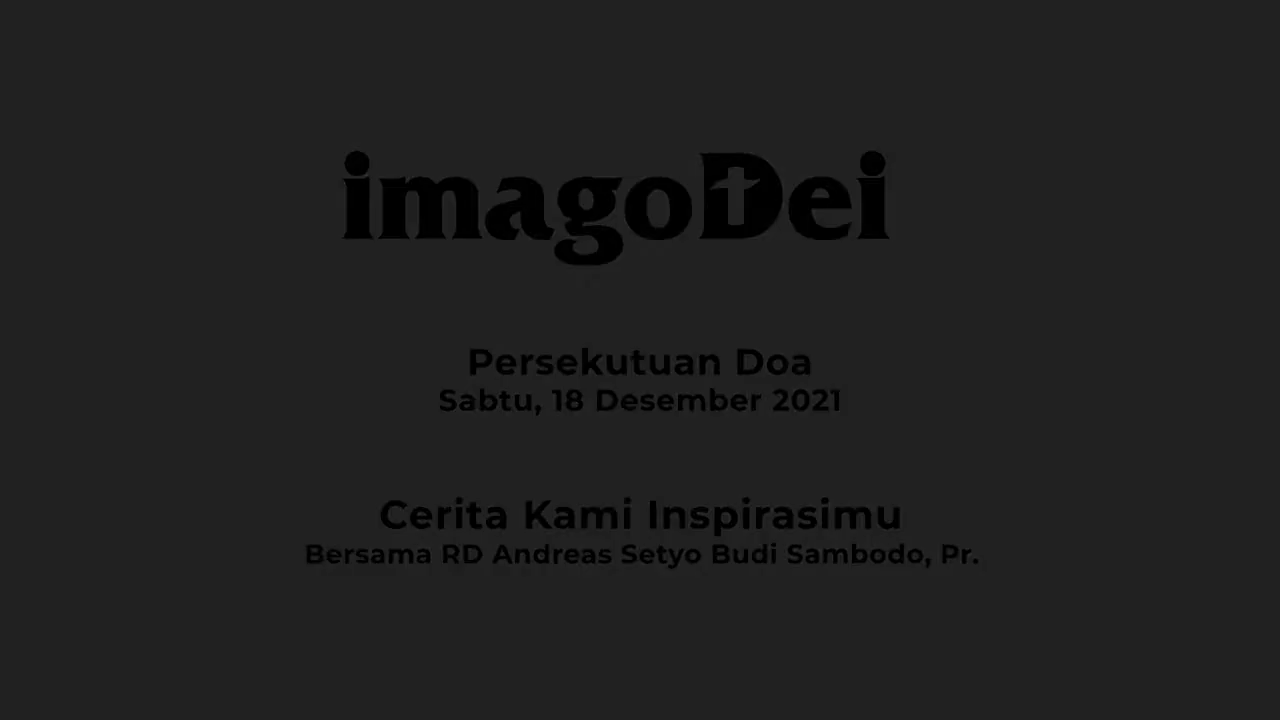 imagoDei
Persekutuan Doa
Sabtu, 18 Desember 2021
Cerita Kami Inspirasimu
Bersama RD Andreas Setyo Budi Sambodo, Pr.